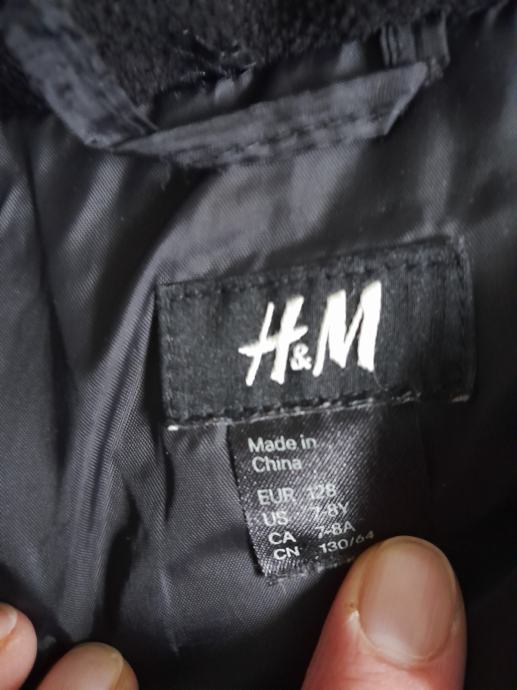 H&M
Made in
China
EUR 128
US 7-8Y
CA 7-8A
CN 130/64